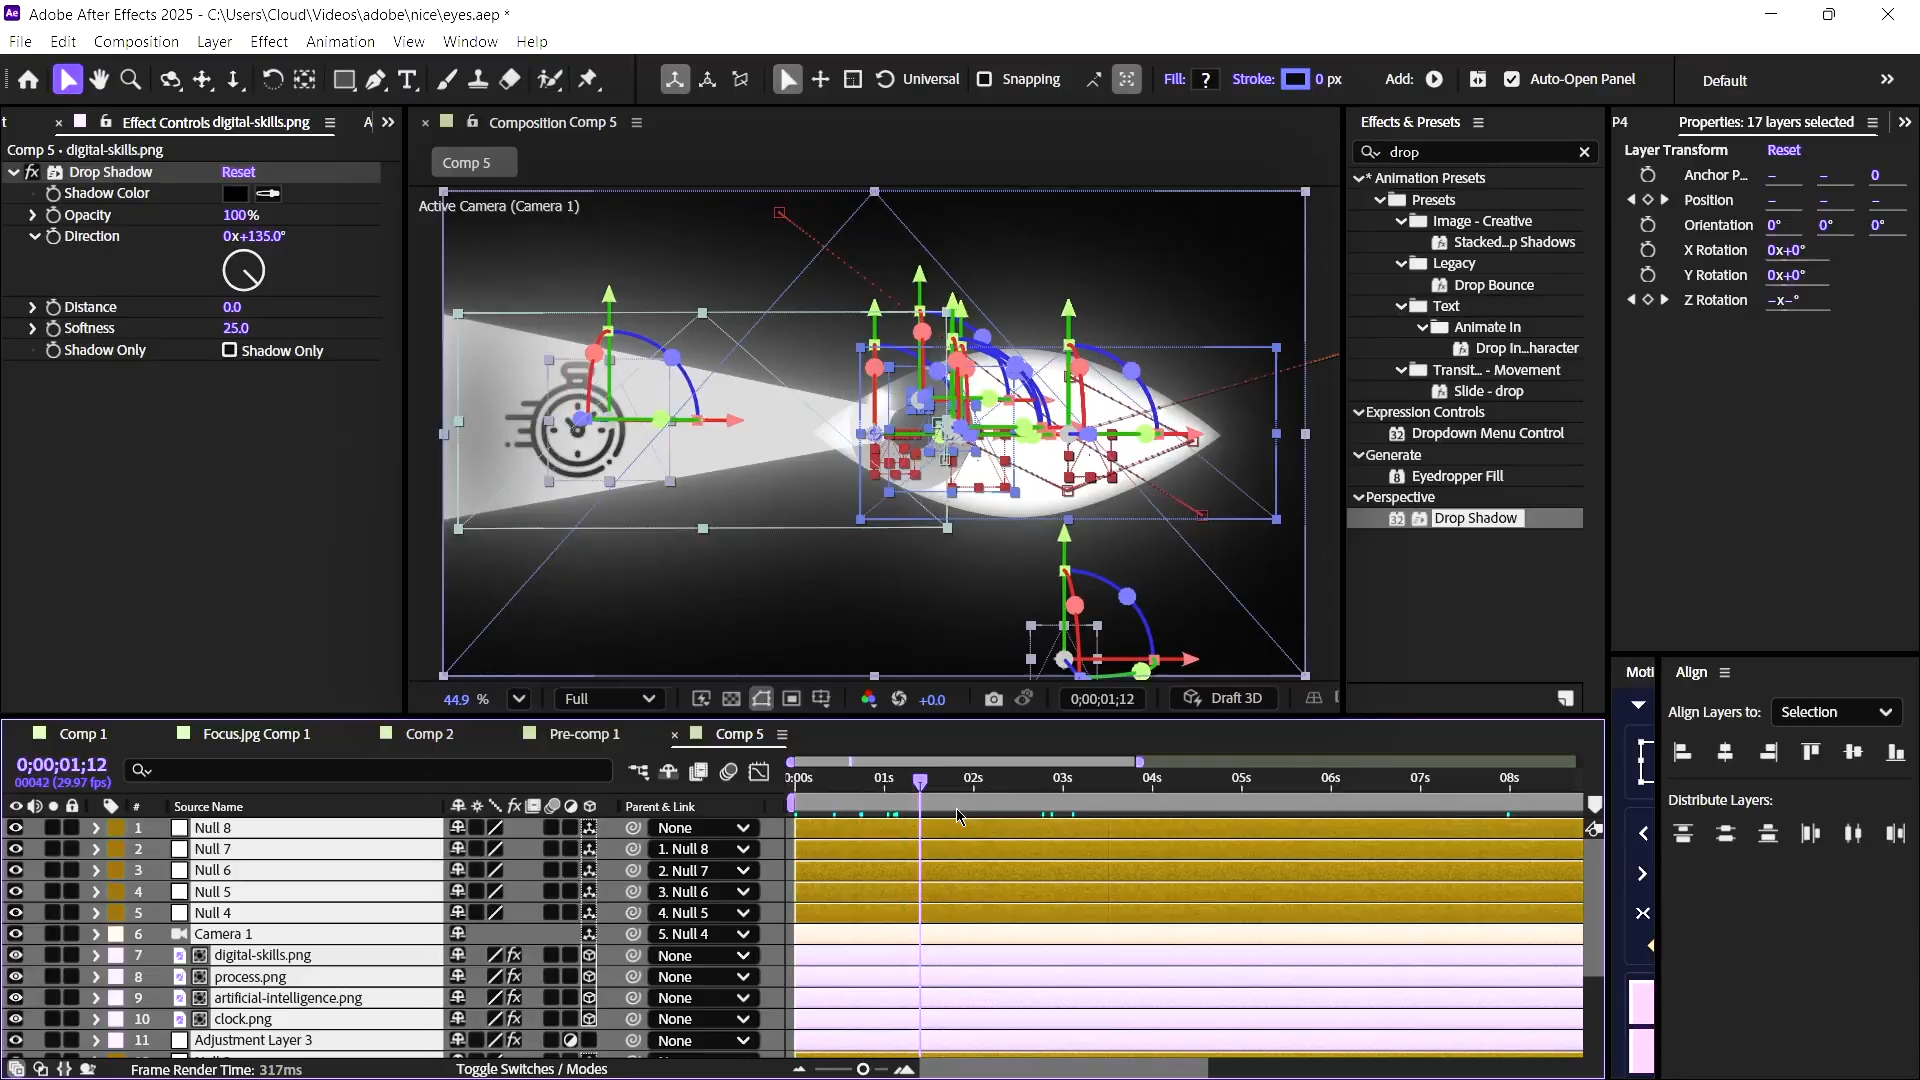 Adobe After Effects 2025 - C:\Users\Cloud\Videos\adobe\nice\eyes.aep *
File Edit Composition Layer Effect Animation View Window Help
Universal Snapping Fill: ? Stroke: 0 px Add: Auto-Open Panel Default
Effect Controls digital-skills.png
Comp 5 • digital-skills.png
fx Drop Shadow Reset
Shadow Color
Opacity 100%
Direction 0x+135.0°
Distance 0.0
Softness 25.0
Shadow Only Shadow Only
Composition Comp 5
Comp 5
Active Camera (Camera 1)
44.9 % Full +0.0 0;00;01;12 Draft 3D
Effects & Presets
drop
* Animation Presets
Presets
Image - Creative
Stacked...p Shadows
Legacy
Drop Bounce
Text
Animate In
Drop In...haracter
Transit... - Movement
Slide - drop
Expression Controls
Dropdown Menu Control
Generate
Eyedropper Fill
Perspective
Drop Shadow
P4 Properties: 17 layers selected
Layer Transform Reset
Anchor P... – – 0
Position – – –
Orientation 0° 0° 0°
X Rotation 0x+0°
Y Rotation 0x+0°
Z Rotation –x–°
Moti Align
Align Layers to: Selection
Distribute Layers:
Comp 1 Focus.jpg Comp 1 Comp 2 Pre-comp 1 Comp 5
0;00;01;12
00042 (29.97 fps)
0:00s 01s 02s 03s 04s 05s 06s 07s 08s
# Source Name Parent & Link
1 Null 8 None
2 Null 7 1. Null 8
3 Null 6 2. Null 7
4 Null 5 3. Null 6
5 Null 4 4. Null 5
6 Camera 1 5. Null 4
7 digital-skills.png None
8 process.png None
9 artificial-intelligence.png None
10 clock.png None
11 Adjustment Layer 3 None
Frame Render Time: 317ms Toggle Switches / Modes